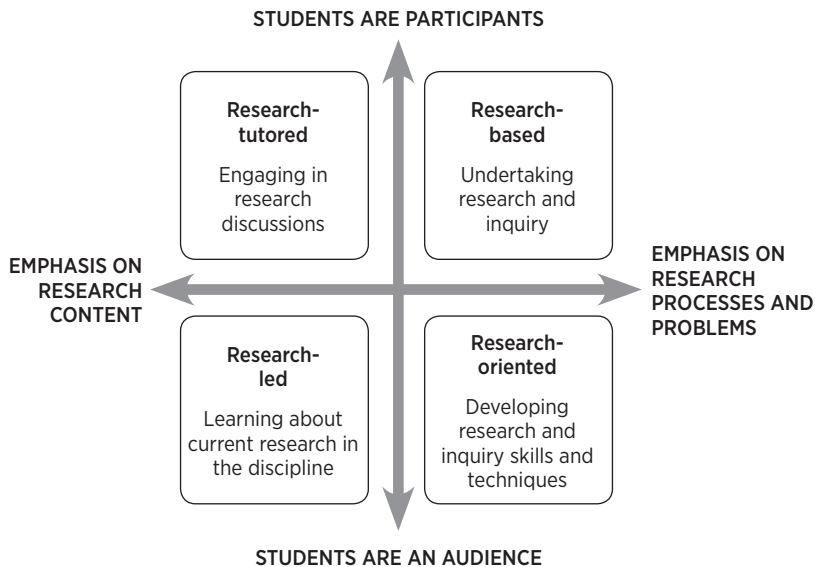 STUDENTS ARE PARTICIPANTS
Research-
tutored
Engaging in
research
discussions
Research-
based
Undertaking
research and
inquiry
EMPHASIS ON
RESEARCH
CONTENT
EMPHASIS ON
RESEARCH
PROCESSES AND
PROBLEMS
Research-
led
Learning about
current research in
the discipline
Research-
oriented
Developing
research and
inquiry skills and
techniques
STUDENTS ARE AN AUDIENCE